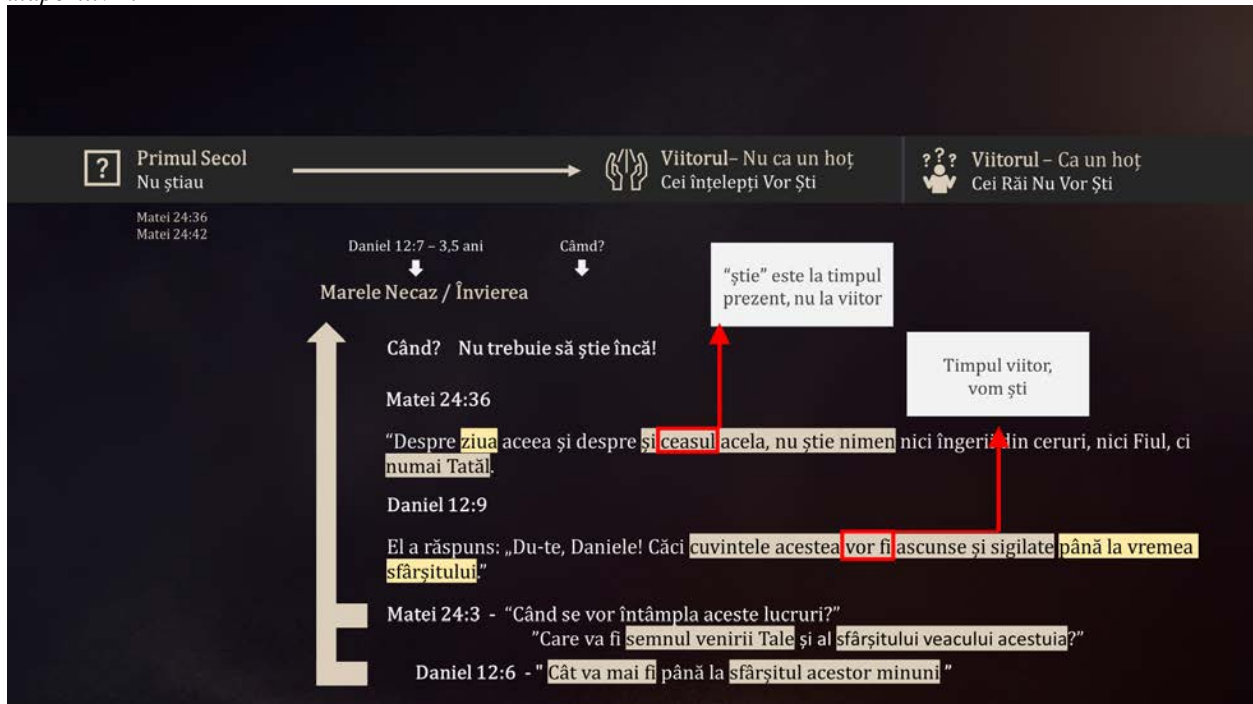 ? Primul Secol
Nu știau
Matei 24:36
Matei 24:42
Viitorul– Nu ca un hoț
Cei înțelepți Vor Ști
??? Viitorul – Ca un hoț
Cei Răi Nu Vor Ști
Daniel 12:7 – 3,5 ani
Câmd?
Marele Necaz / Învierea
"știe" este la timpul
prezent, nu la viitor
Când? Nu trebuie să știe încă!
Timpul viitor,
vom ști
Matei 24:36
“Despre ziua aceea și despre și ceasul acela, nu știe nimen nici îngerii din ceruri, nici Fiul, ci
numai Tatăl.
Daniel 12:9
El a răspuns: „Du-te, Daniele! Căci cuvintele acestea vor fi ascunse și sigilate până la vremea
sfârșitului.”
Matei 24:3 - “Când se vor întâmpla aceste lucruri?”
”Care va fi semnul venirii Tale și al sfârșitului veacului acestuia?”
Daniel 12:6 - " Cât va mai fi până la sfârșitul acestor minuni ”